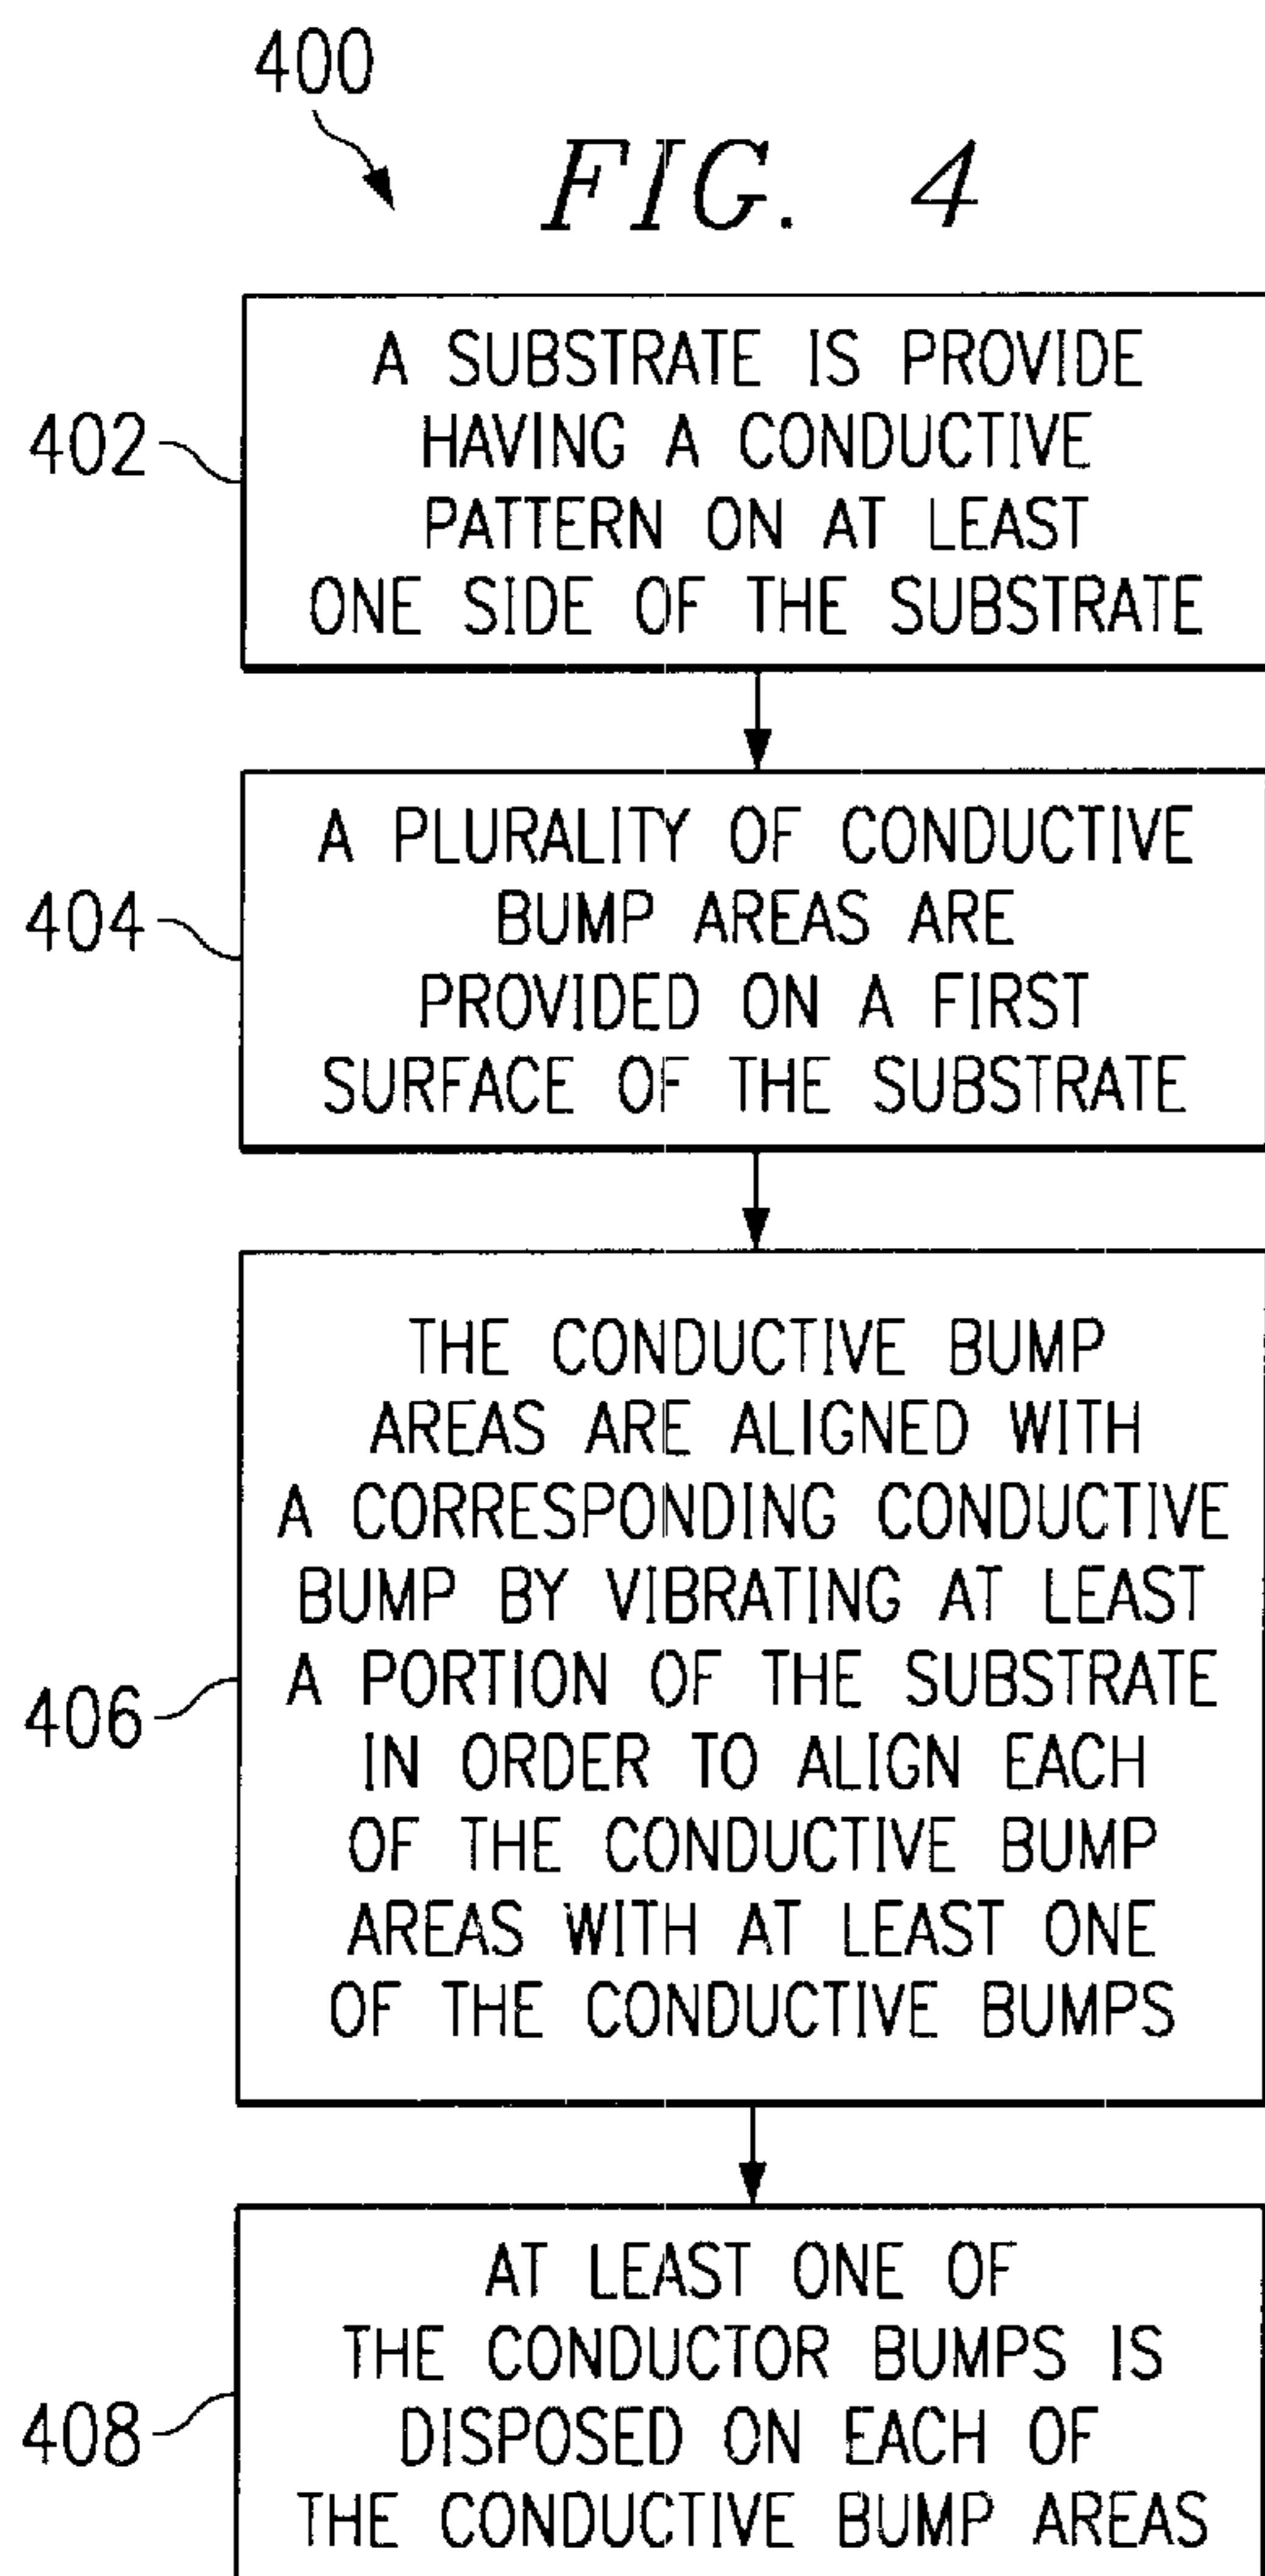 400
FIG. 4
A SUBSTRATE IS PROVIDE
HAVING A CONDUCTIVE
PATTERN ON AT LEAST
ONE SIDE OF THE SUBSTRATE
402
A PLURALITY OF CONDUCTIVE
BUMP AREAS ARE
PROVIDED ON A FIRST
SURFACE OF THE SUBSTRATE
404
THE CONDUCTIVE BUMP
AREAS ARE ALIGNED WITH
A CORRESPONDING CONDUCTIVE
BUMP BY VIBRATING AT LEAST
A PORTION OF THE SUBSTRATE
IN ORDER TO ALIGN EACH
OF THE CONDUCTIVE BUMP
AREAS WITH AT LEAST ONE
OF THE CONDUCTIVE BUMPS
406
AT LEAST ONE OF
THE CONDUCTOR BUMPS IS
DISPOSED ON EACH OF
THE CONDUCTIVE BUMP AREAS
408